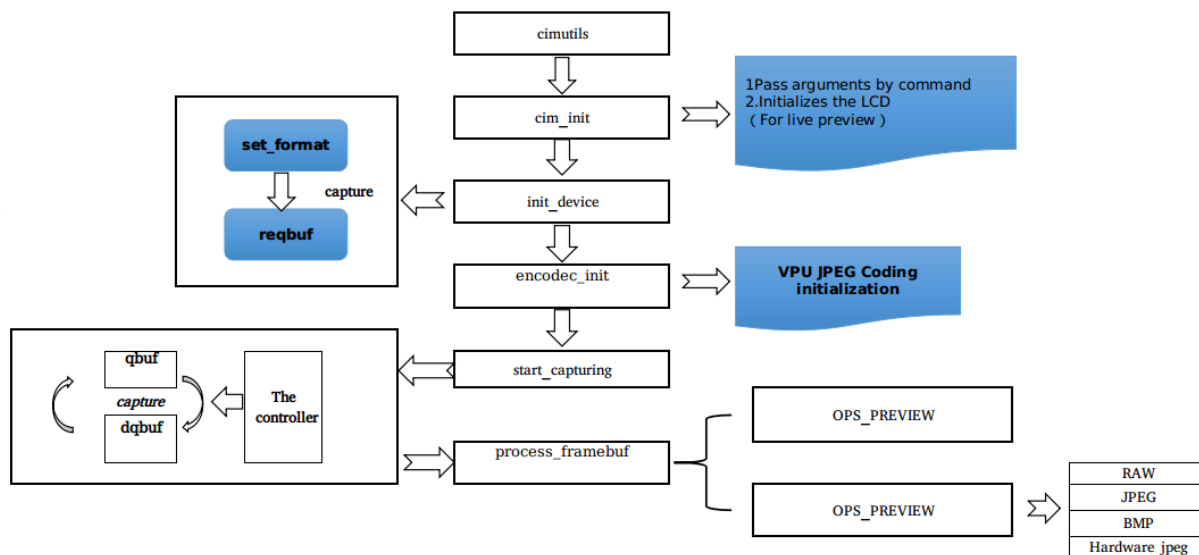 cimutils
1Pass arguments by command
2.Initializes the LCD
( For live preview )
cim_init
set_format
capture
reqbuf
init_device
encodec_init
VPU JPEG Coding
initialization
start_capturing
qbuf
capture
dqbuf
The
controller
process_framebuf
OPS_PREVIEW
OPS_PREVIEW
RAW
JPEG
BMP
Hardware jpeg